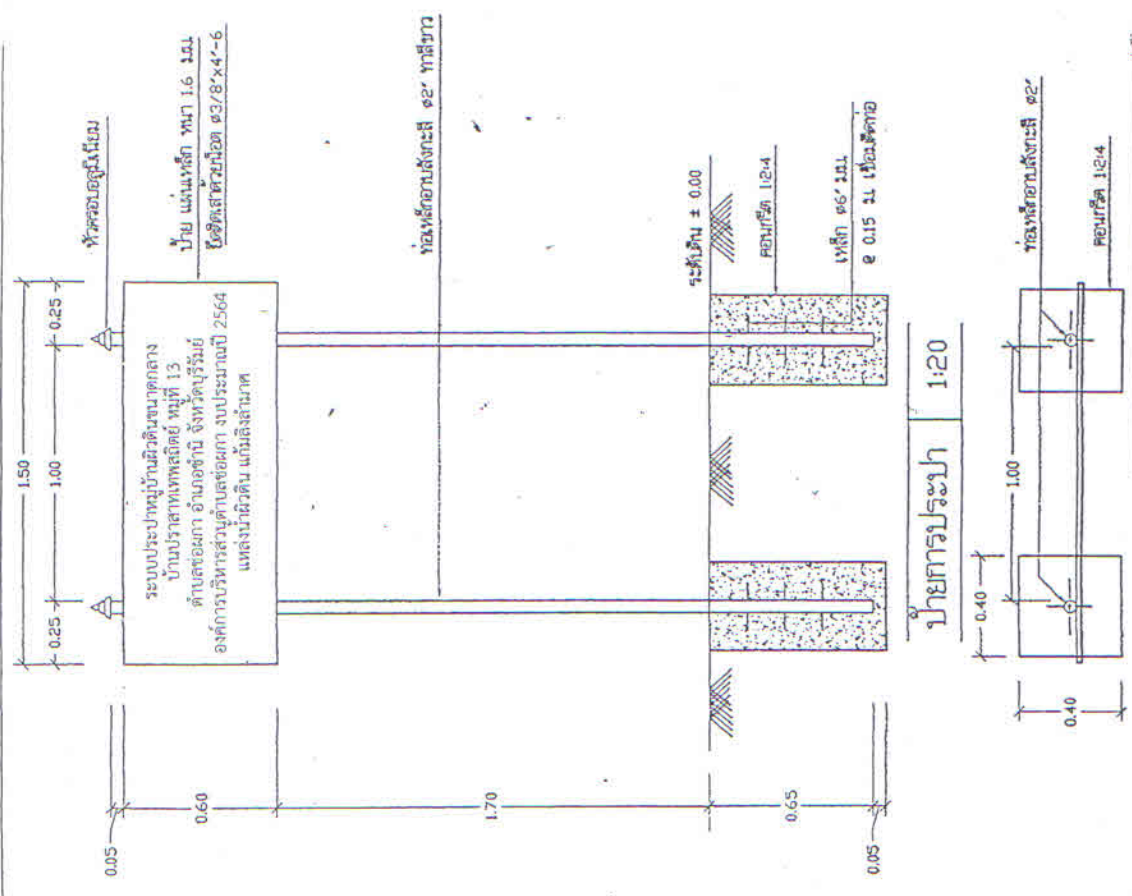 1.50
0.25
1.00
0.25
หัวครอบอลูมิเนียม
ป้าย แผ่นเหล็ก หนา 1.6 ม.ม.
ยึดติดเสาด้วยน็อต ø3/8"x4"-6
0.05
0.60
1.70
0.65
0.05
ระบบประปาหมู่บ้านผิวดินขนาดกลาง
บ้านปราสาทเทพสถิตย์ หมู่ที่ 13
ตำบลช่อผกา อำเภอชำนิ จังหวัดบุรีรัมย์
องค์การบริหารส่วนตำบลช่อผกา งบประมาณปี 2564
แหล่งน้ำผิวดิน แก้มลิงลำมาศ
ท่อเหล็กอาบสังกะสี ø2" ทาสีขาว
ระดับดิน ± 0.00
คอนกรีต 1:2:4
เหล็ก ø6" ม.ม.
@ 0.15 ม. เชื่อมติดท่อ
ป้ายการประปา 1:20
0.40
1.00
0.40
ท่อเหล็กอาบสังกะสี ø2"
คอนกรีต 1:2:4